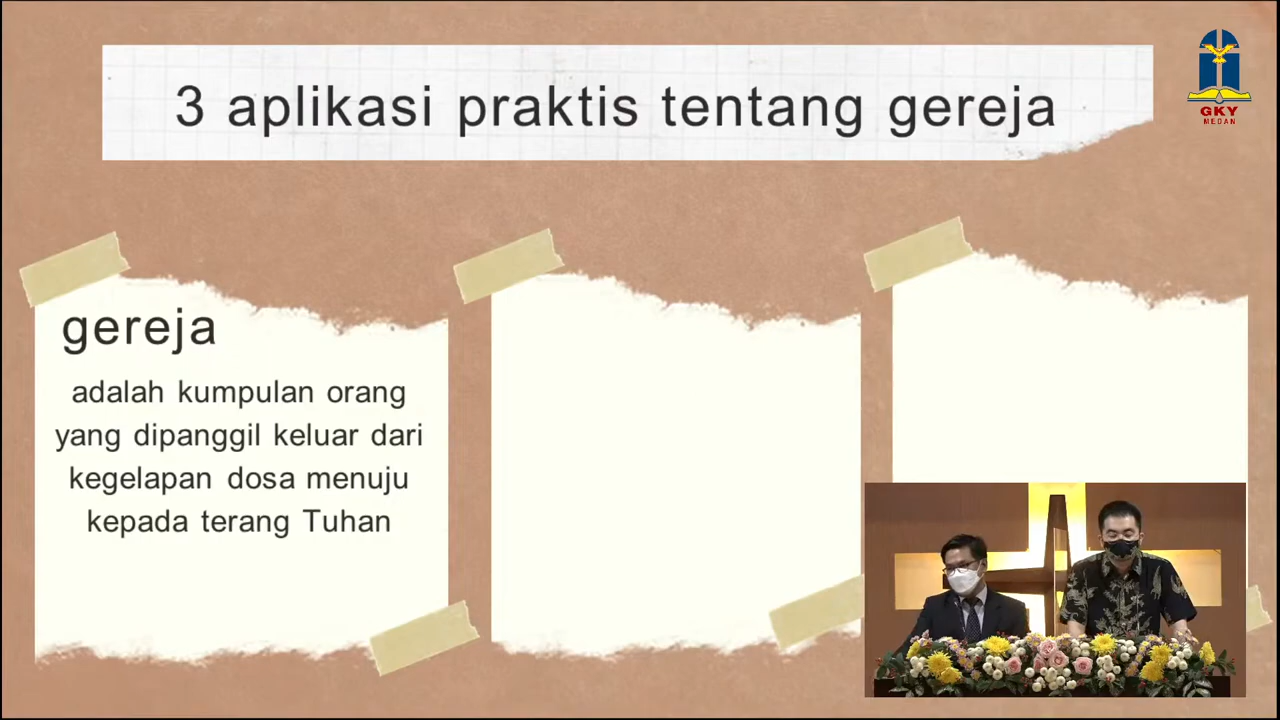 3 aplikasi praktis tentang gereja
GKY
MEDAN
gereja
adalah kumpulan orang
yang dipanggil keluar dari
kegelapan dosa menuju
kepada terang Tuhan